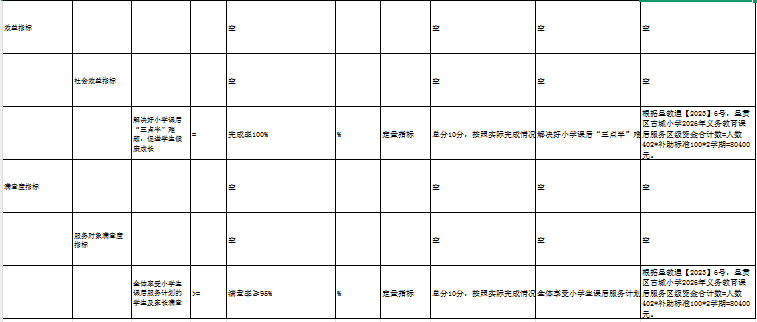 效益指标 空 空 空 空
社会效益指标 空 空 空 空
解决好小学课后
“三点半”难
题，促进学生健
康成长
=
完成率100%
%
定量指标
总分10分，按照实际完成情况
解决好小学课后“三点半”难
根据呈教通【2023】6号，呈贡
区古城小学2026年义务教育课
后服务区级资金合计数=人数
402*补助标准100*2学期=80400
元。
满意度指标 空 空 空 空
服务对象满意度
指标
空 空 空 空
全体享受小学生
课后服务计划的
学生及家长满意
>=
满意率≥95%
%
定量指标
总分10分，按照实际完成情况
全体享受小学生课后服务计划
根据呈教通【2023】6号，呈贡
区古城小学2026年义务教育课
后服务区级资金合计数=人数
402*补助标准100*2学期=80400
元。